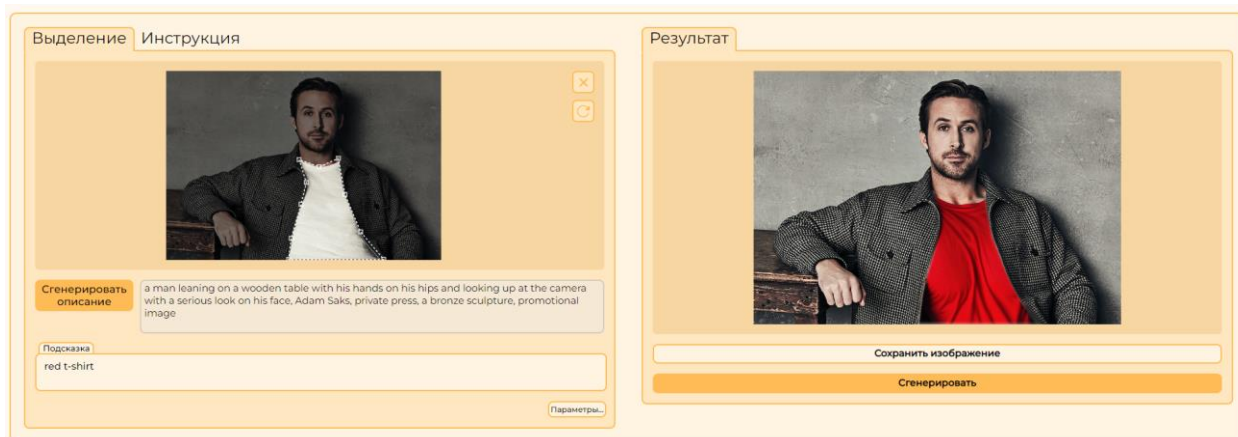 Выделение Инструкция
Результат
Сгенерировать
описание
a man leaning on a wooden table with his hands on his hips and looking up at the camera
with a serious look on his face, Adam Saks, private press, a bronze sculpture, promotional
image
Подсказка
red t-shirt
Параметры...
Сохранить изображение
Сгенерировать